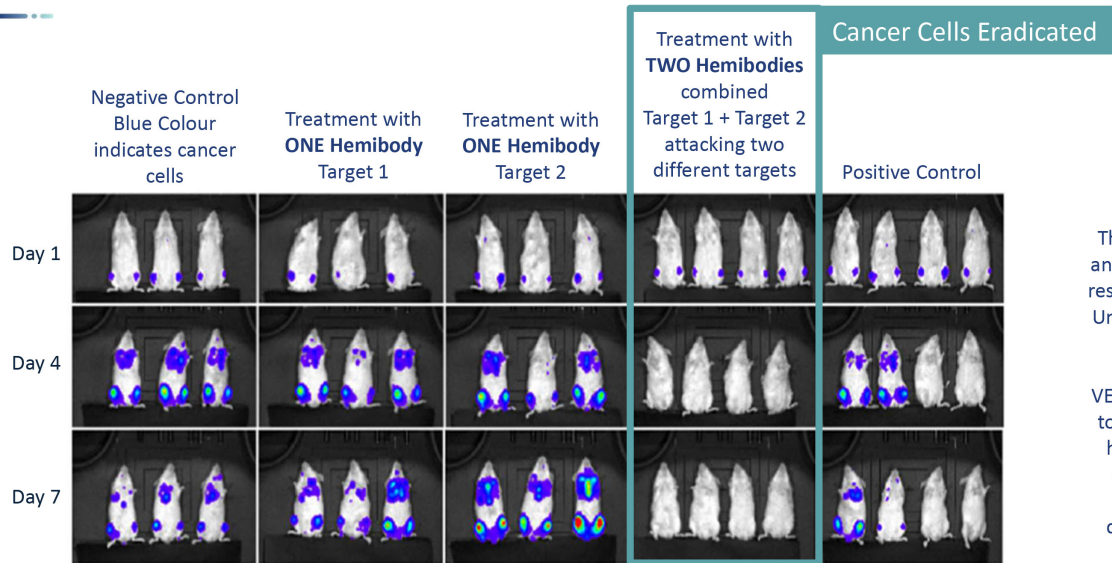 Cancer Cells Eradicated
Negative Control
Blue Colour
indicates cancer
cells
Treatment with
ONE Hemibody
Target 1
Treatment with
ONE Hemibody
Target 2
Treatment with
TWO Hemibodies
combined
Target 1 + Target 2
attacking two
different targets
Positive Control
Day 1
Day 4
Day 7